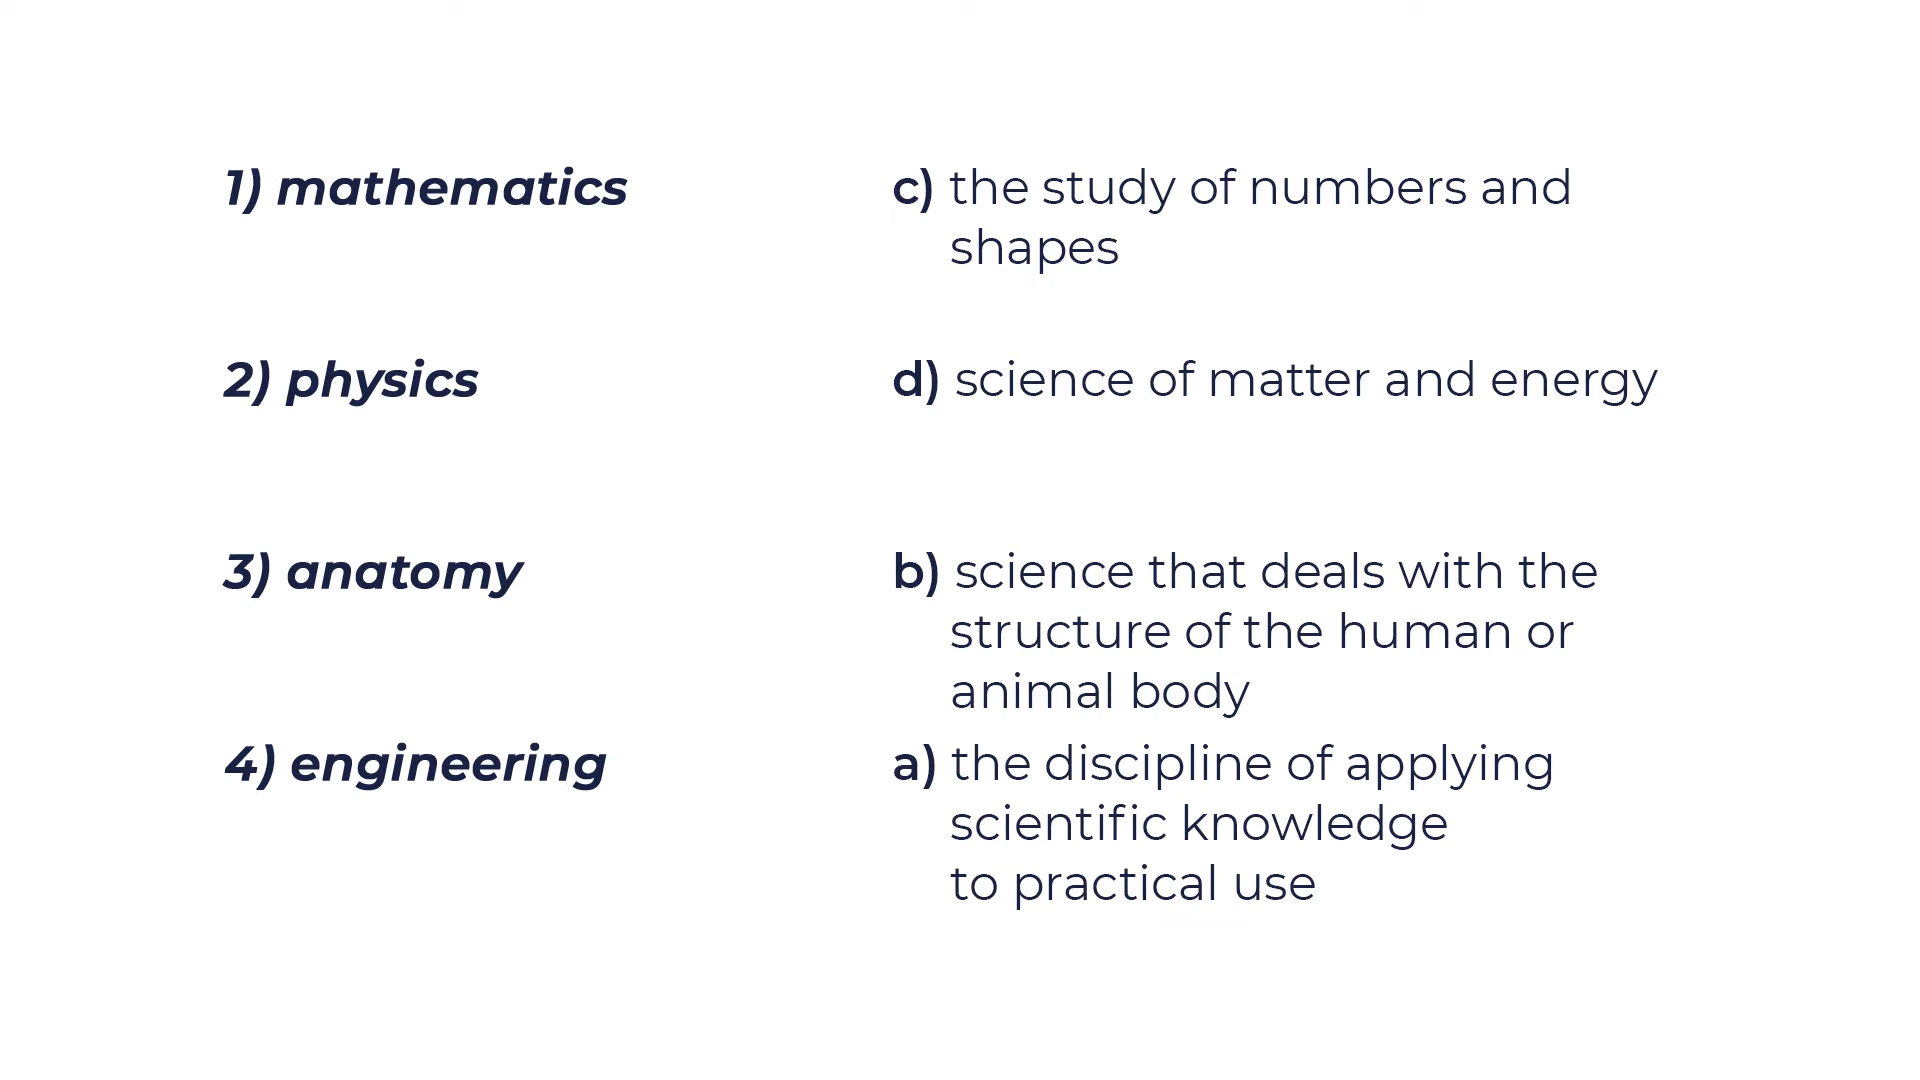 1) mathematics
c) the study of numbers and
shapes
2) physics
d) science of matter and energy
3) anatomy
b) science that deals with the
structure of the human or
animal body
4) engineering
a) the discipline of applying
scientific knowledge
to practical use